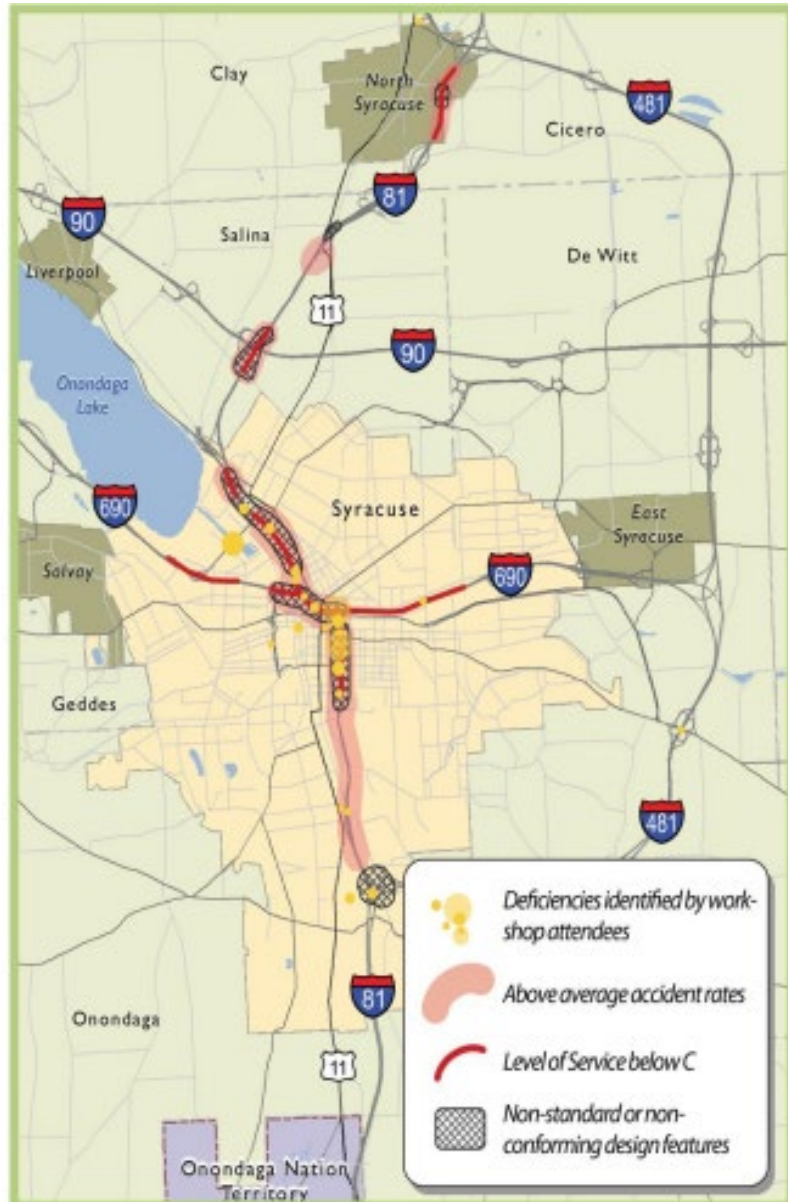 Clay
North
Syracuse
481
Cicero
81
90
Salina
Liverpool
De Witt
11
90
Onondaga
Lake
690
Syracuse
East
Syracuse
Solvay
690
Geddes
481
Deficiencies identified by work-
shop attendees
Above average accident rates
81
Onondaga
Level of Service below C
11
Non-standard or non-
conforming design features
Onondaga Nation
Territory